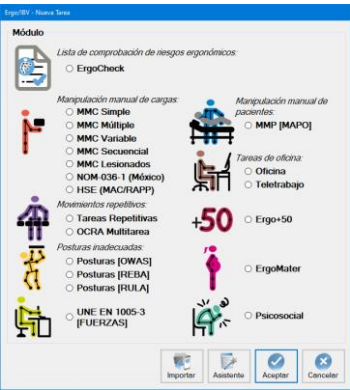 Ergo/IBV - Nueva Tarea
Módulo
Lista de comprobación de riesgos ergonómicos:
ErgoCheck
Manipulación manual de cargas:
MMC Simple
MMC Múltiple
MMC Variable
MMC Secuencial
MMC Lesionados
NOM-036-1 (México)
HSE (MAC/RAPP)
Movimientos repetitivos:
Tareas Repetitivas
OCRA Multitarea
Posturas inadecuadas:
Posturas [OWAS]
Posturas [REBA]
Posturas [RULA]
UNE EN 1005-3
[FUERZAS]
Manipulación manual de
pacientes:
MMP [MAPO]
Tareas de oficina:
Oficina
Teletrabajo
+50
Ergo+50
ErgoMater
Psicosocial
Importar
Asistente
Aceptar
Cancelar